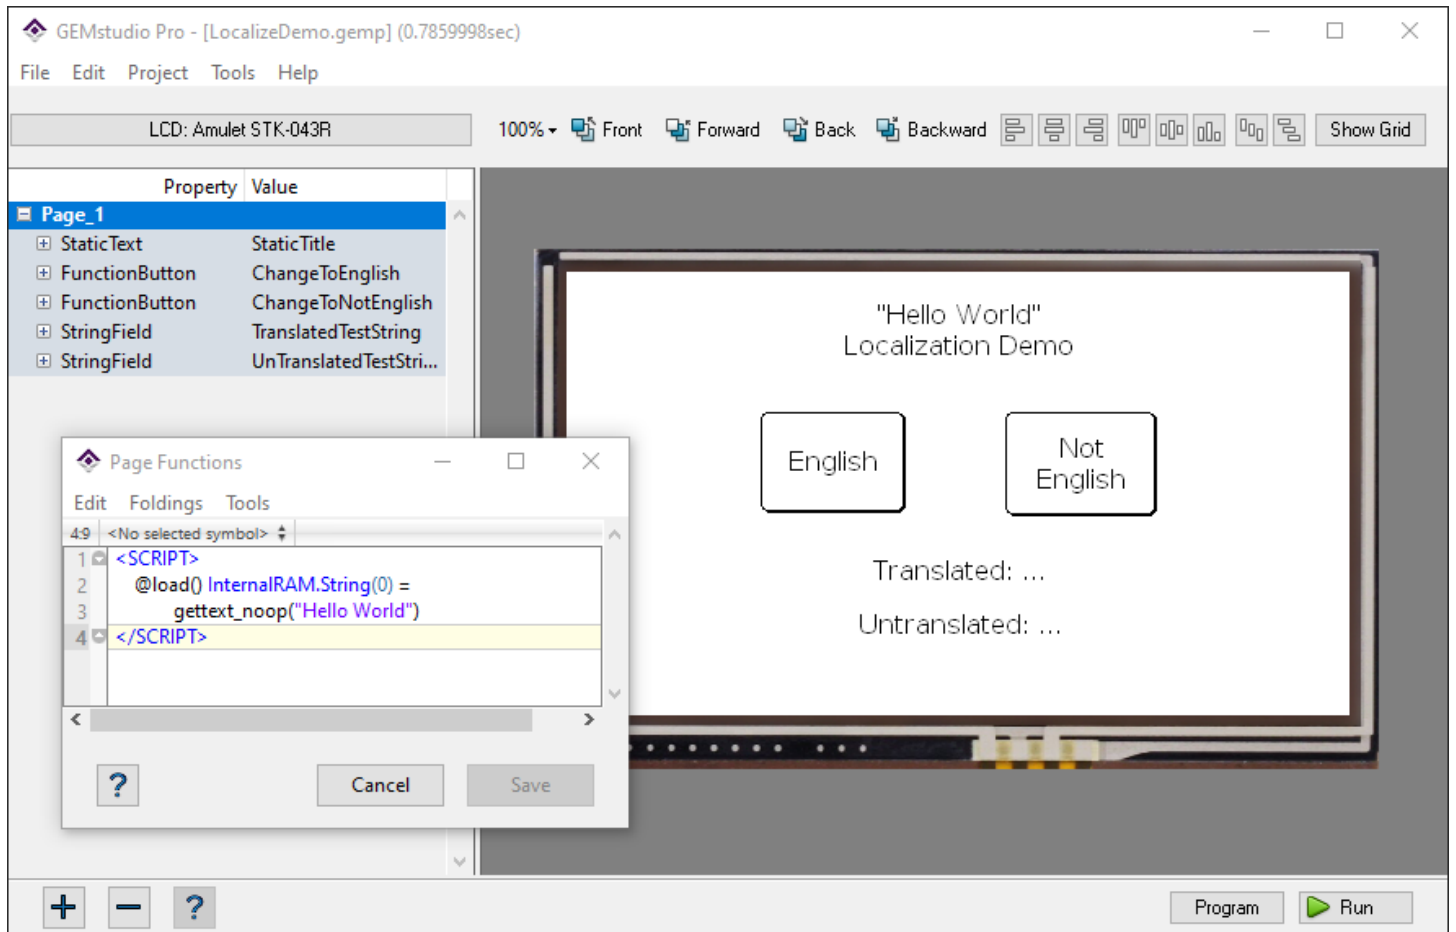 GEMstudio Pro - [LocalizeDemo.gemp] (0.7859998sec)
File Edit Project Tools Help
LCD: Amulet STK-043R
100% Front Forward Back Backward Show Grid
Property Value
Page_1
StaticText StaticTitle
FunctionButton ChangeToEnglish
FunctionButton ChangeToNotEnglish
StringField TranslatedTestString
StringField UnTranslatedTestStri...
"Hello World"
Localization Demo
English
Not
English
Translated: ...
Untranslated: ...
Page Functions
Edit Foldings Tools
4:9 <No selected symbol>
1 <SCRIPT>
2 @load() InternalRAM.String(0) =
3 gettext_noop("Hello World")
4 </SCRIPT>
? Cancel Save
+ − ? Program Run